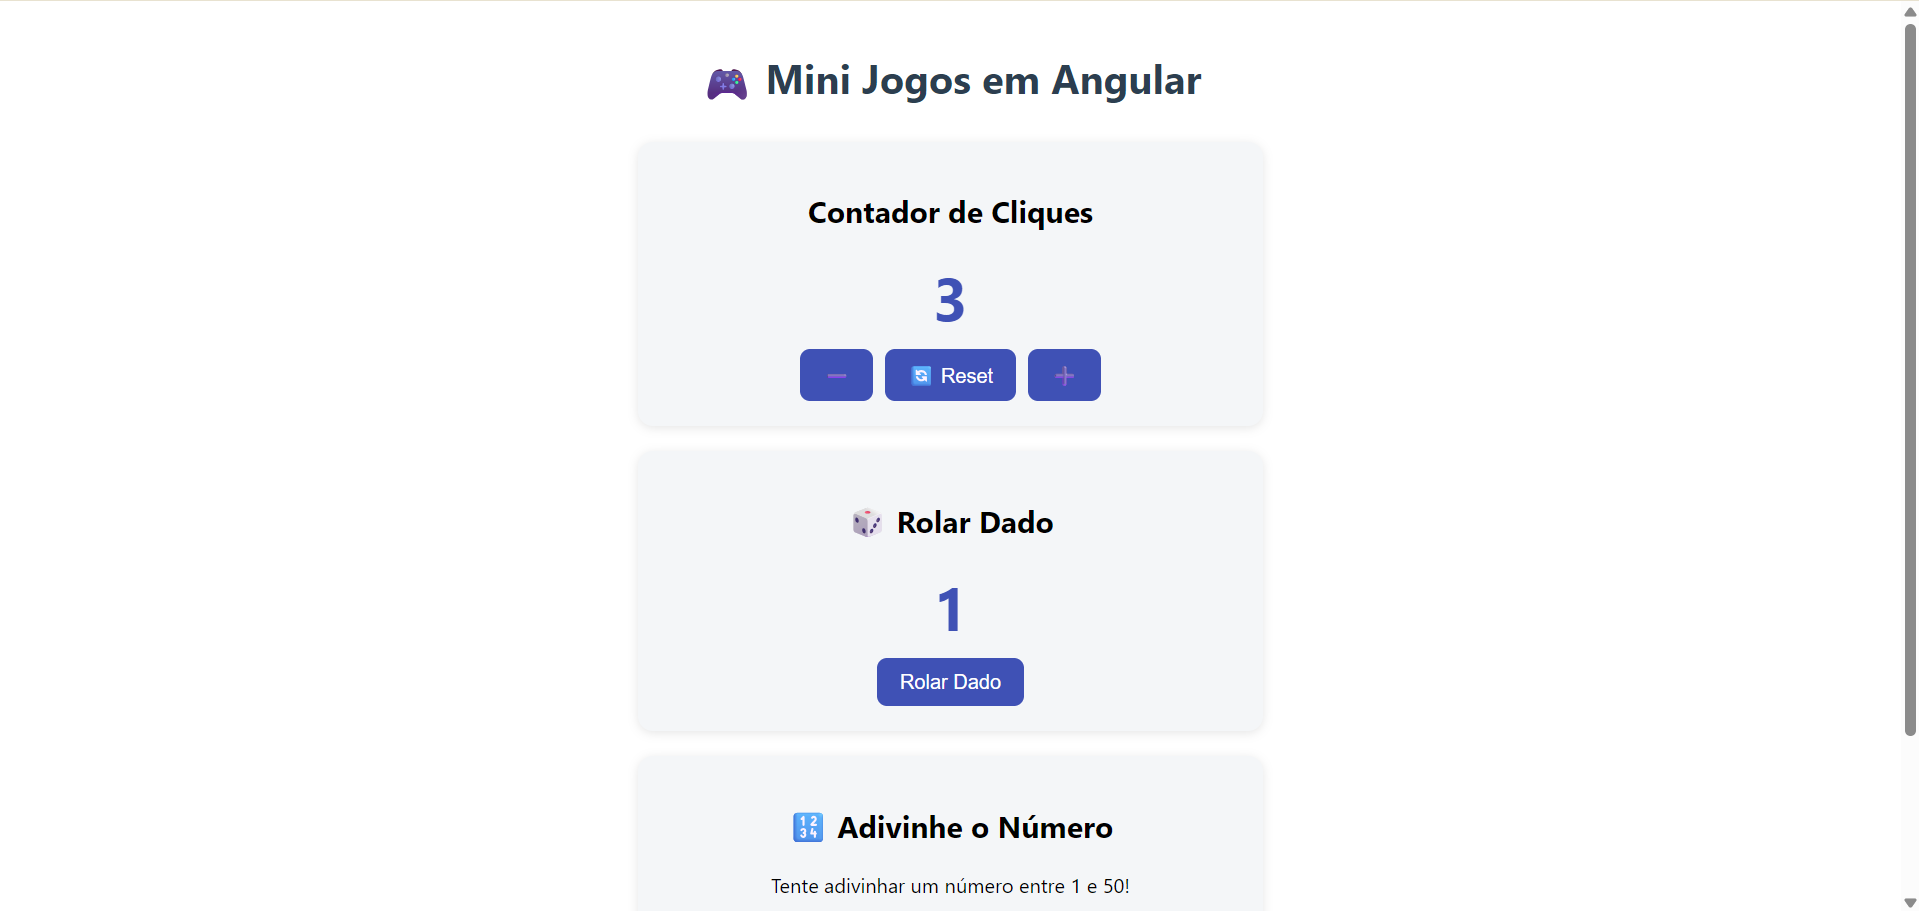 🎮 Mini Jogos em Angular
Contador de Cliques
3
➖ 🔄 Reset ➕
🎲 Rolar Dado
1
Rolar Dado
🔢 Adivinhe o Número
Tente adivinhar um número entre 1 e 50!